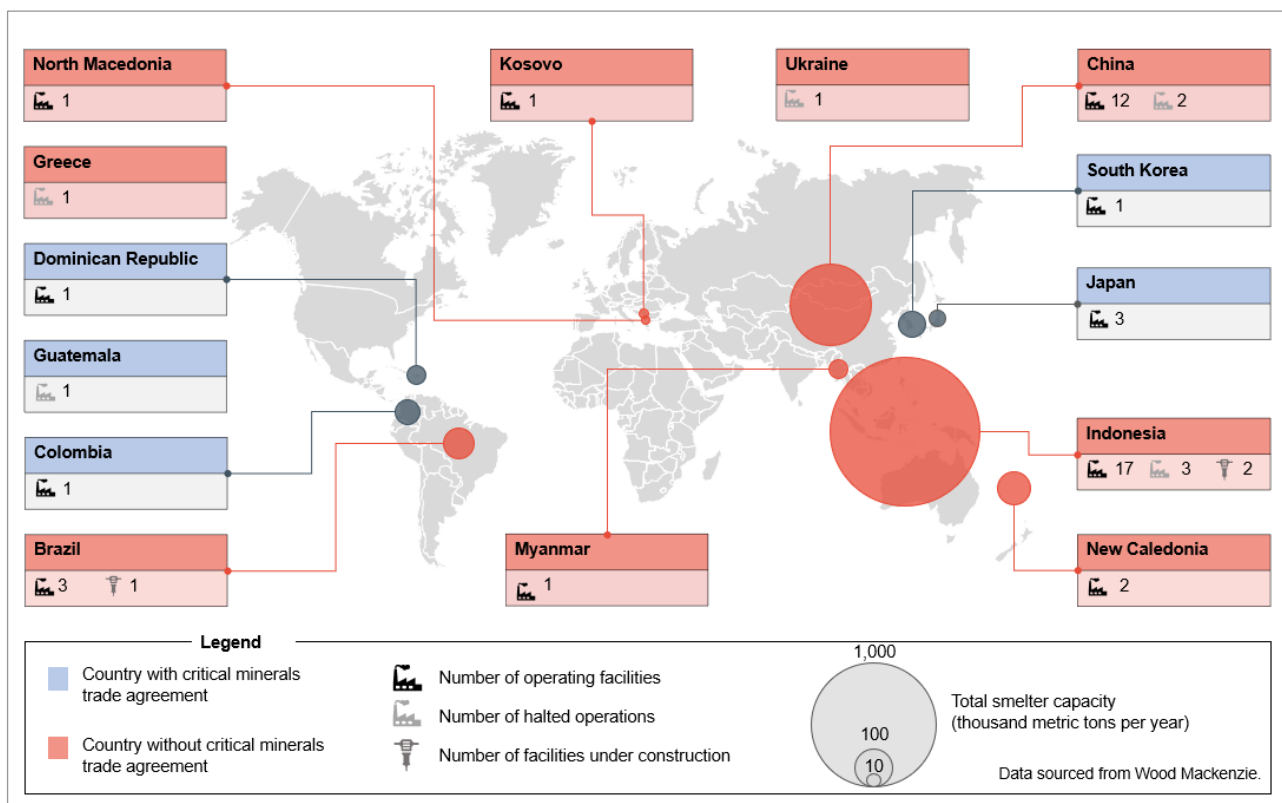 North Macedonia
1
Kosovo
1
Ukraine
1
China
12 2
Greece
1
South Korea
1
Dominican Republic
1
Japan
3
Guatemala
1
Colombia
1
Indonesia
17 3 2
Brazil
3 1
Myanmar
1
New Caledonia
2
Legend
Country with critical minerals
trade agreement
Country without critical minerals
trade agreement
Number of operating facilities
Number of halted operations
Number of facilities under construction
1,000
100
10
Total smelter capacity
(thousand metric tons per year)
Data sourced from Wood Mackenzie.